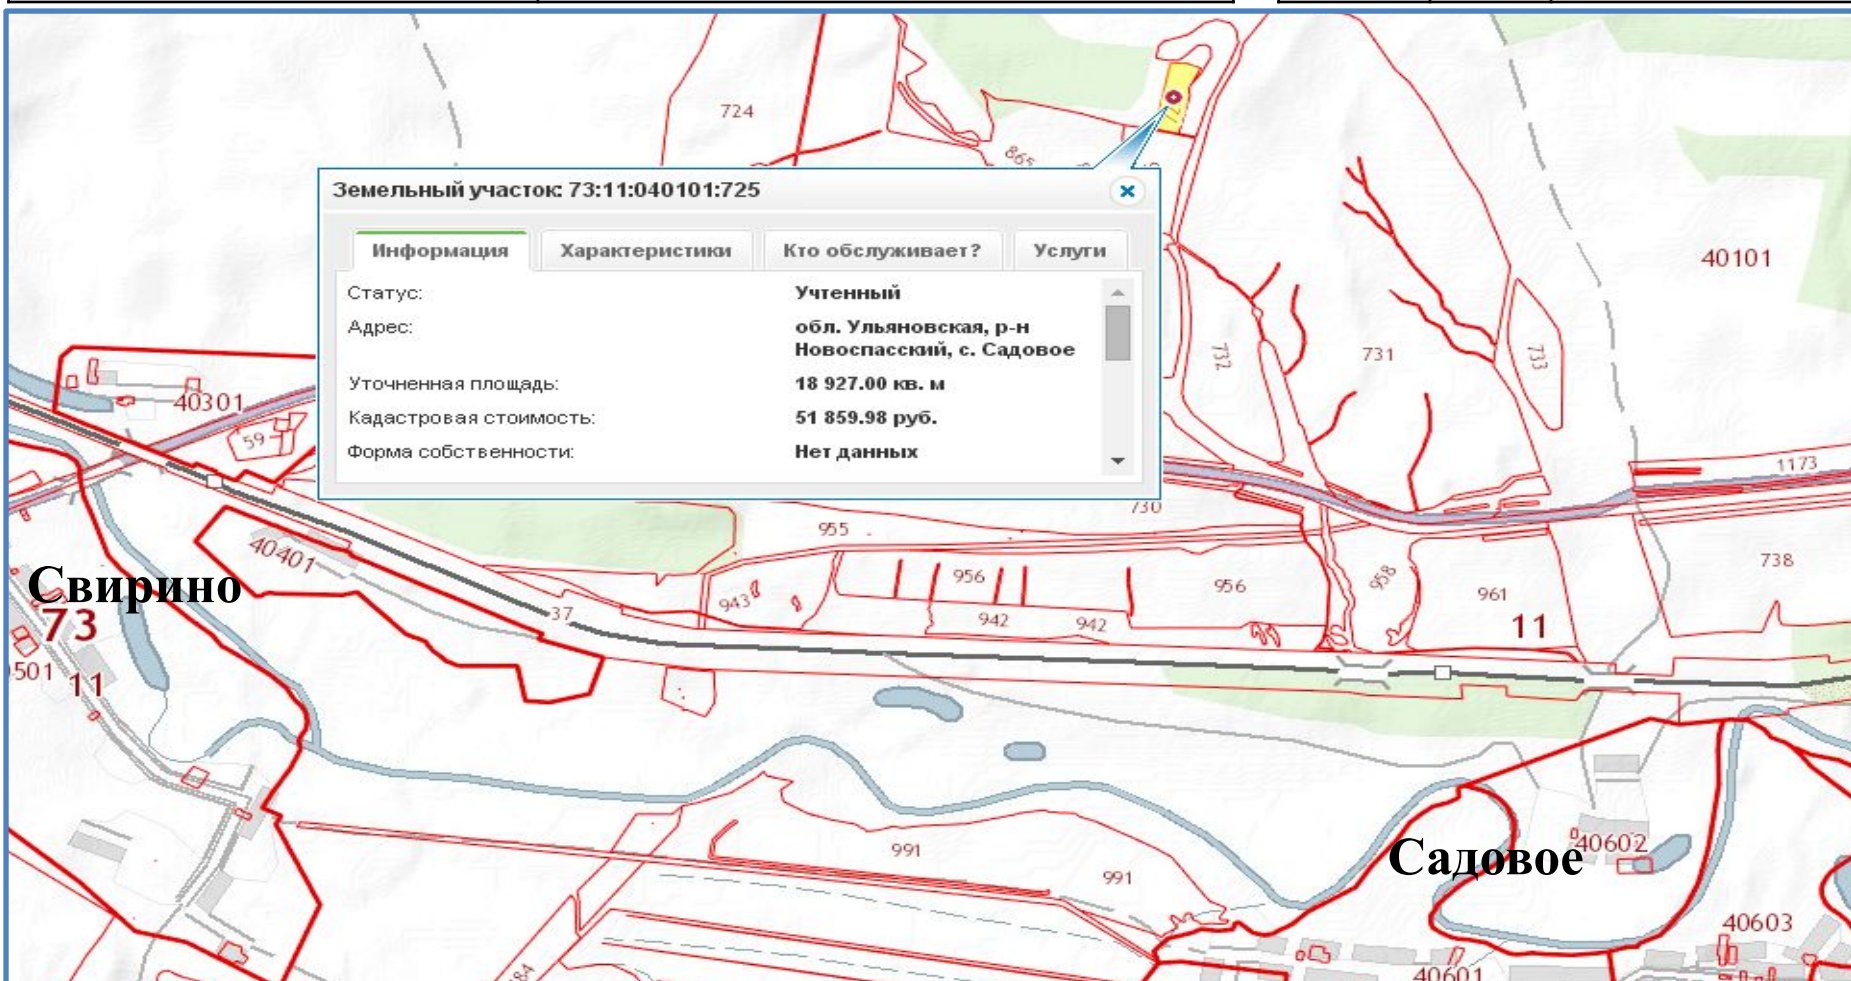 724
865
Земельный участок: 73:11:040101:725
Информация
Характеристики
Кто обслуживает?
Услуги
Статус:
Учтенный
Адрес:
обл. Ульяновская, р-н
Новоспасский, с. Садовое
Уточненная площадь:
18 927.00 кв. м
Кадастровая стоимость:
51 859.98 руб.
Форма собственности:
Нет данных
40101
732
731
733
40301
59
1173
730
955
40401
Свирино
73
11
501
37
943
956
956
942
942
958
961
11
738
991
991
Садовое
40602
40603
40601